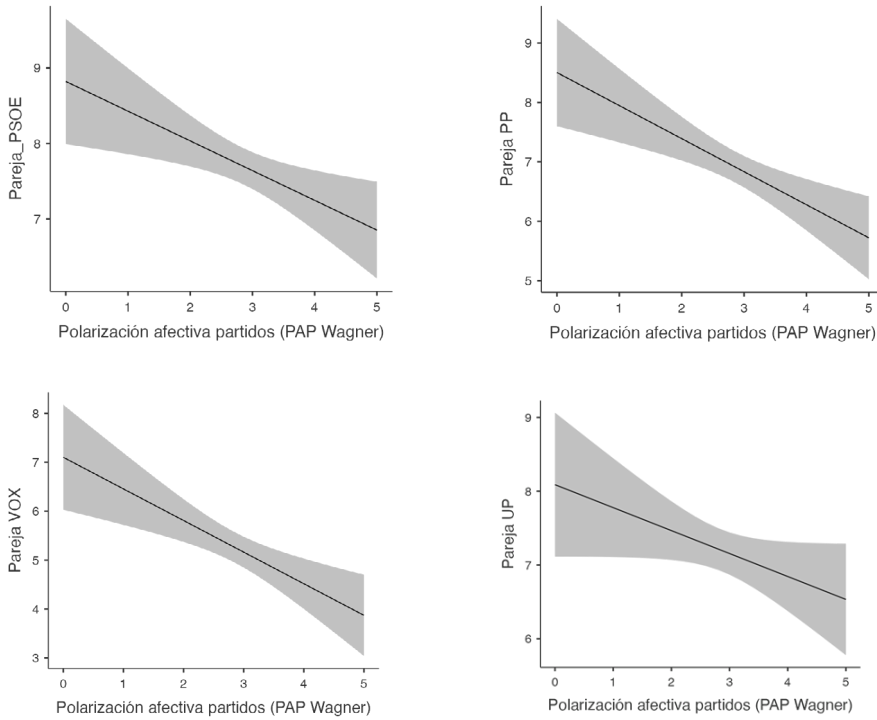 Pareja_PSOE
9
8
7
0 1 2 3 4 5
Polarización afectiva partidos (PAP Wagner)
Pareja PP
9
8
7
6
5
0 1 2 3 4 5
Polarización afectiva partidos (PAP Wagner)
Pareja VOX
8
7
6
5
4
3
0 1 2 3 4 5
Polarización afectiva partidos (PAP Wagner)
Pareja UP
9
8
7
6
0 1 2 3 4 5
Polarización afectiva partidos (PAP Wagner)